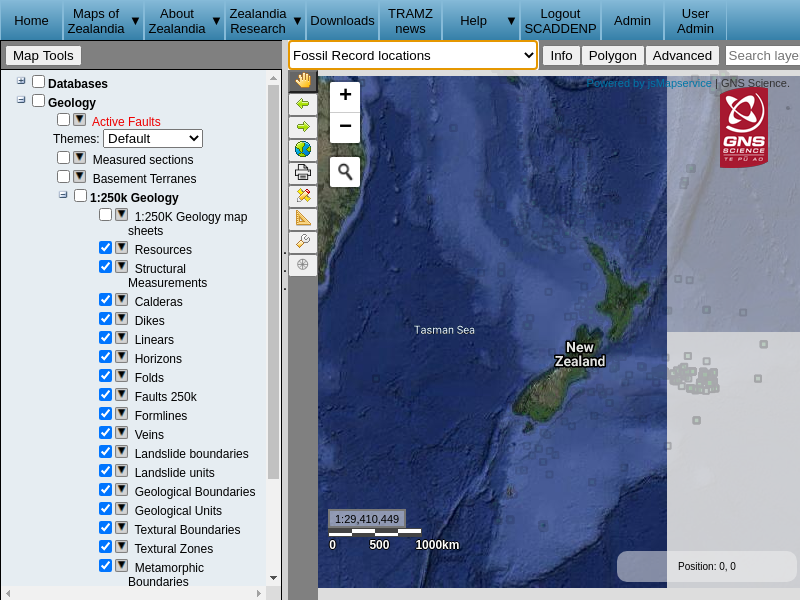 Home
Maps of Zealandia ▼
About Zealandia ▼
Zealandia Research ▼
Downloads
TRAMZ news
Help ▼
Logout SCADDENP
Admin
User Admin
Map Tools
Fossil Record locations
Info
Polygon
Advanced
Search laye
Databases
Geology
Active Faults
Themes: Default
Measured sections
Basement Terranes
1:250k Geology
1:250K Geology map
sheets
Resources
Structural
Measurements
Calderas
Dikes
Linears
Horizons
Folds
Faults 250k
Formlines
Veins
Landslide boundaries
Landslide units
Geological Boundaries
Geological Units
Textural Boundaries
Textural Zones
Metamorphic
Boundaries
+
−
Powered by jsMapservice | GNS Science.
GNS
SCIENCE
TE PŪ AO
Tasman Sea
New
Zealand
1:29,410,449
0 500 1000km
Position: 0, 0